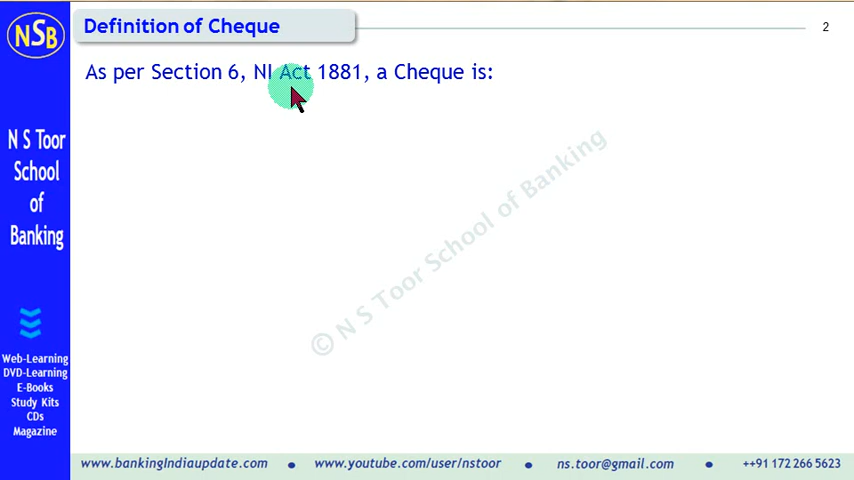 NSB
Definition of Cheque
2
As per Section 6, NI Act 1881, a Cheque is:
N S Toor
School
of
Banking
© N S Toor School of Banking
Web-Learning
DVD-Learning
E-Books
Study Kits
CDs
Magazine
www.bankingIndiaupdate.com ● www.youtube.com/user/nstoor ● ns.toor@gmail.com ● ++91 172 266 5623